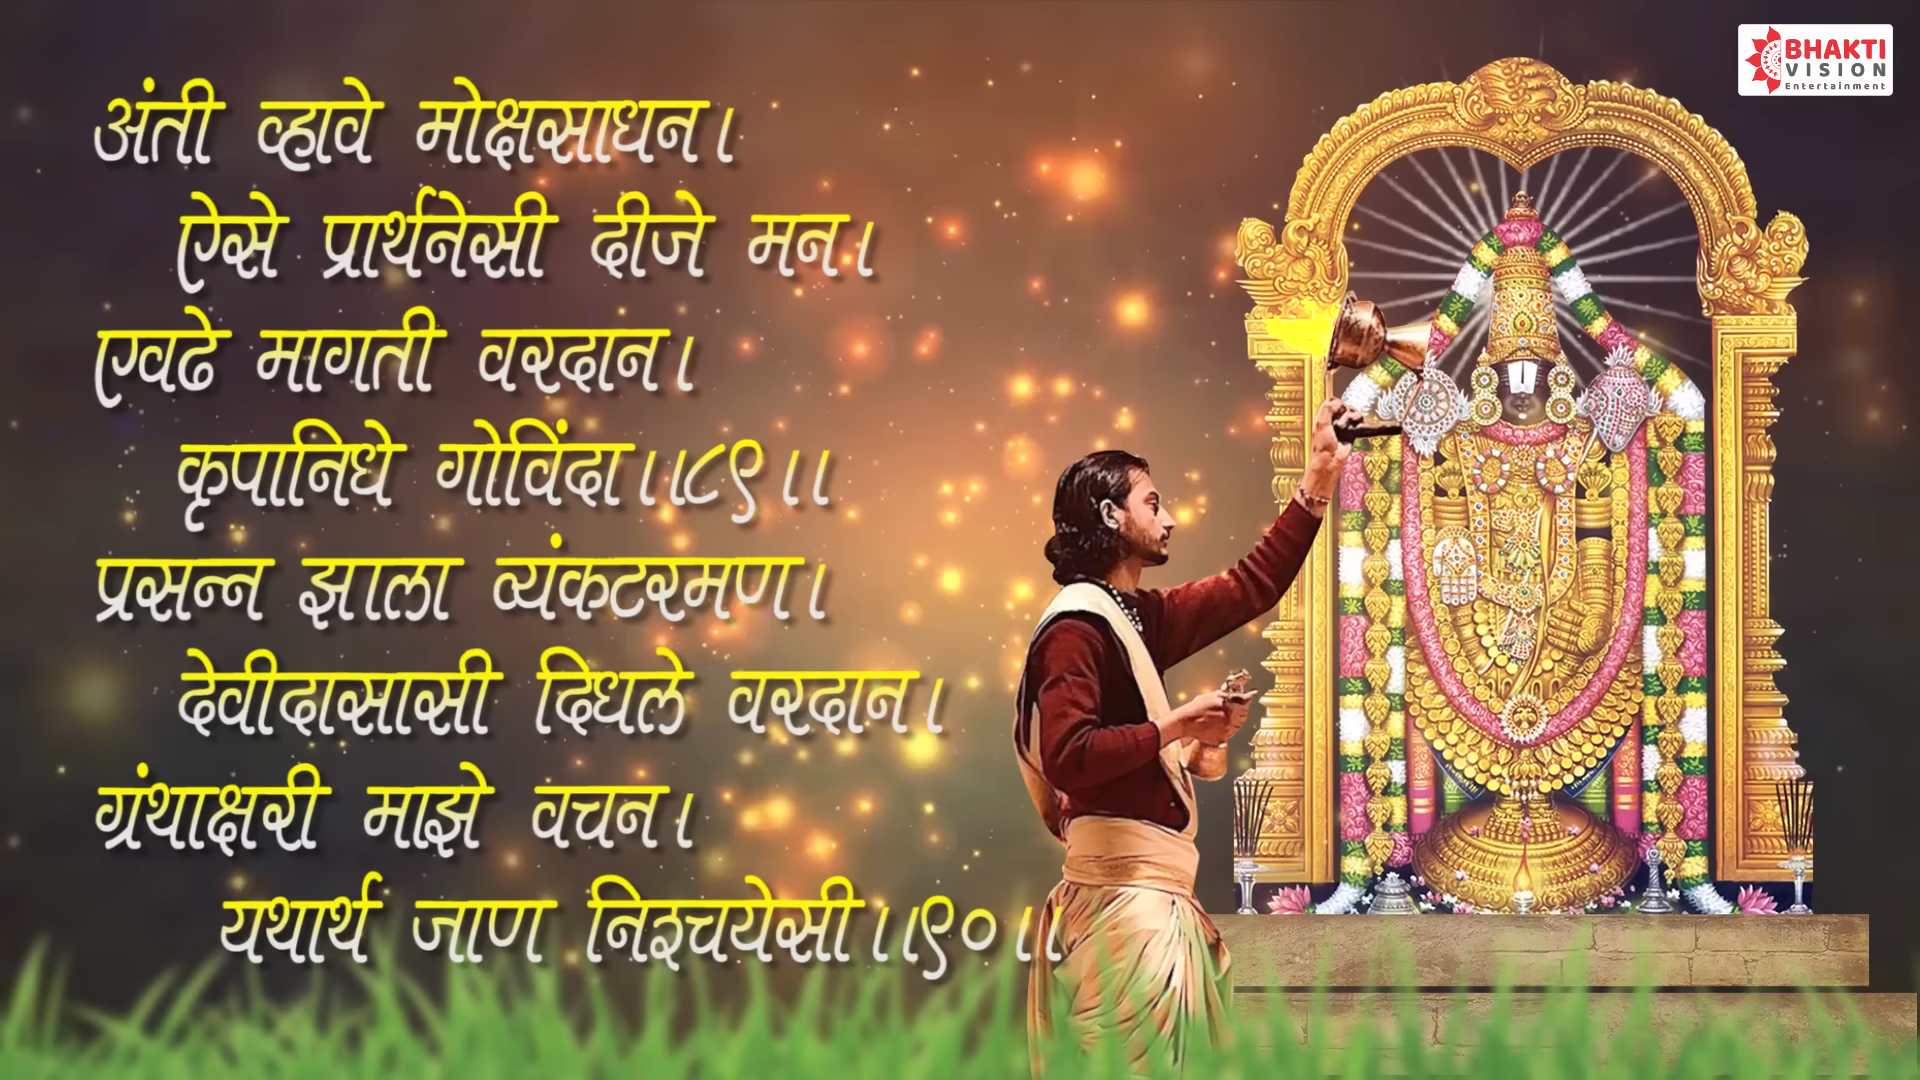 अंती व्हावे मोक्षसाधन।
ऐसे प्रार्थनेसी दीजे मन।
एवढे मागती वरदान।
कृपानिधे गोविंदा।।८९।।
प्रसन्न झाला व्यंकटरमण।
देवीदासासी दिधले वरदान।
ग्रंथाक्षरी माझे वचन।
यथार्थ जाण निश्चयेसी।।९०।।
BHAKTI
VISION
Entertainment